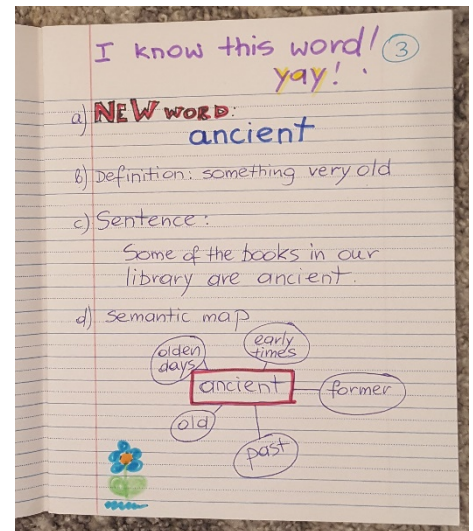 I know this word! 3
yay!
a) NEW WORD:
ancient
b) Definition: something very old
c) Sentence:
Some of the books in our
library are ancient.
d) semantic map
early
times
olden
days
ancient
former
old
past